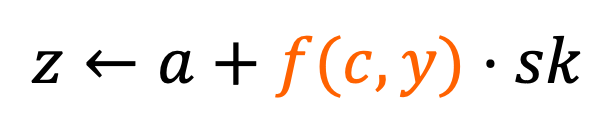 z ← a + f(c, y) · sk